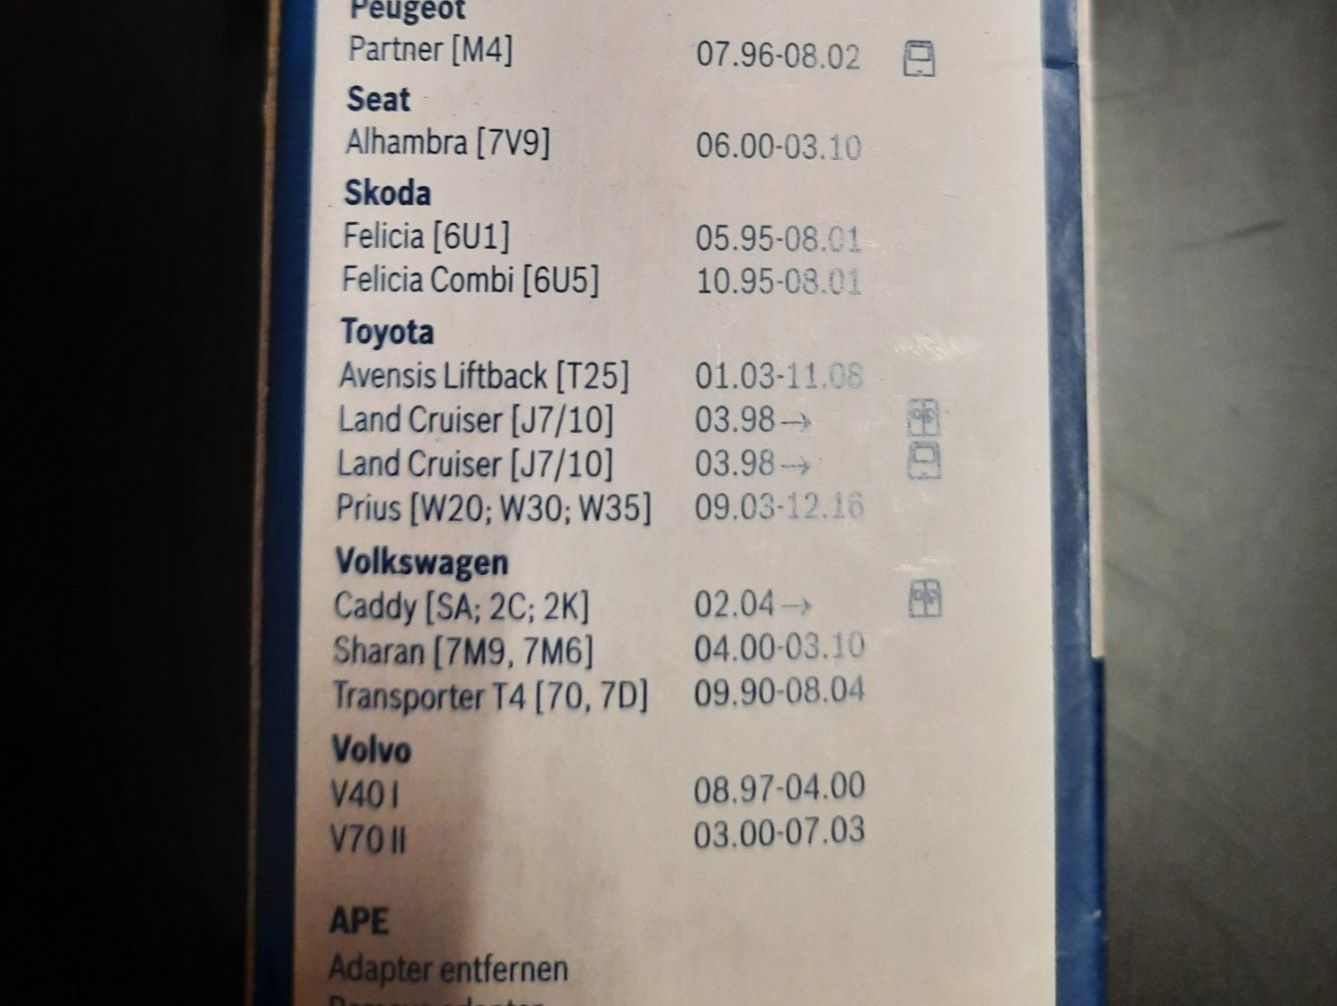 Peugeot
Partner [M4] 07.96-08.02
Seat
Alhambra [7V9] 06.00-03.10
Skoda
Felicia [6U1] 05.95-08.01
Felicia Combi [6U5] 10.95-08.01
Toyota
Avensis Liftback [T25] 01.03-11.08
Land Cruiser [J7/10] 03.98→
Land Cruiser [J7/10] 03.98→
Prius [W20; W30; W35] 09.03-12.16
Volkswagen
Caddy [SA; 2C; 2K] 02.04→
Sharan [7M9, 7M6] 04.00-03.10
Transporter T4 [70, 7D] 09.90-08.04
Volvo
V40 I 08.97-04.00
V70 II 03.00-07.03
APE
Adapter entfernen
Remove adapter